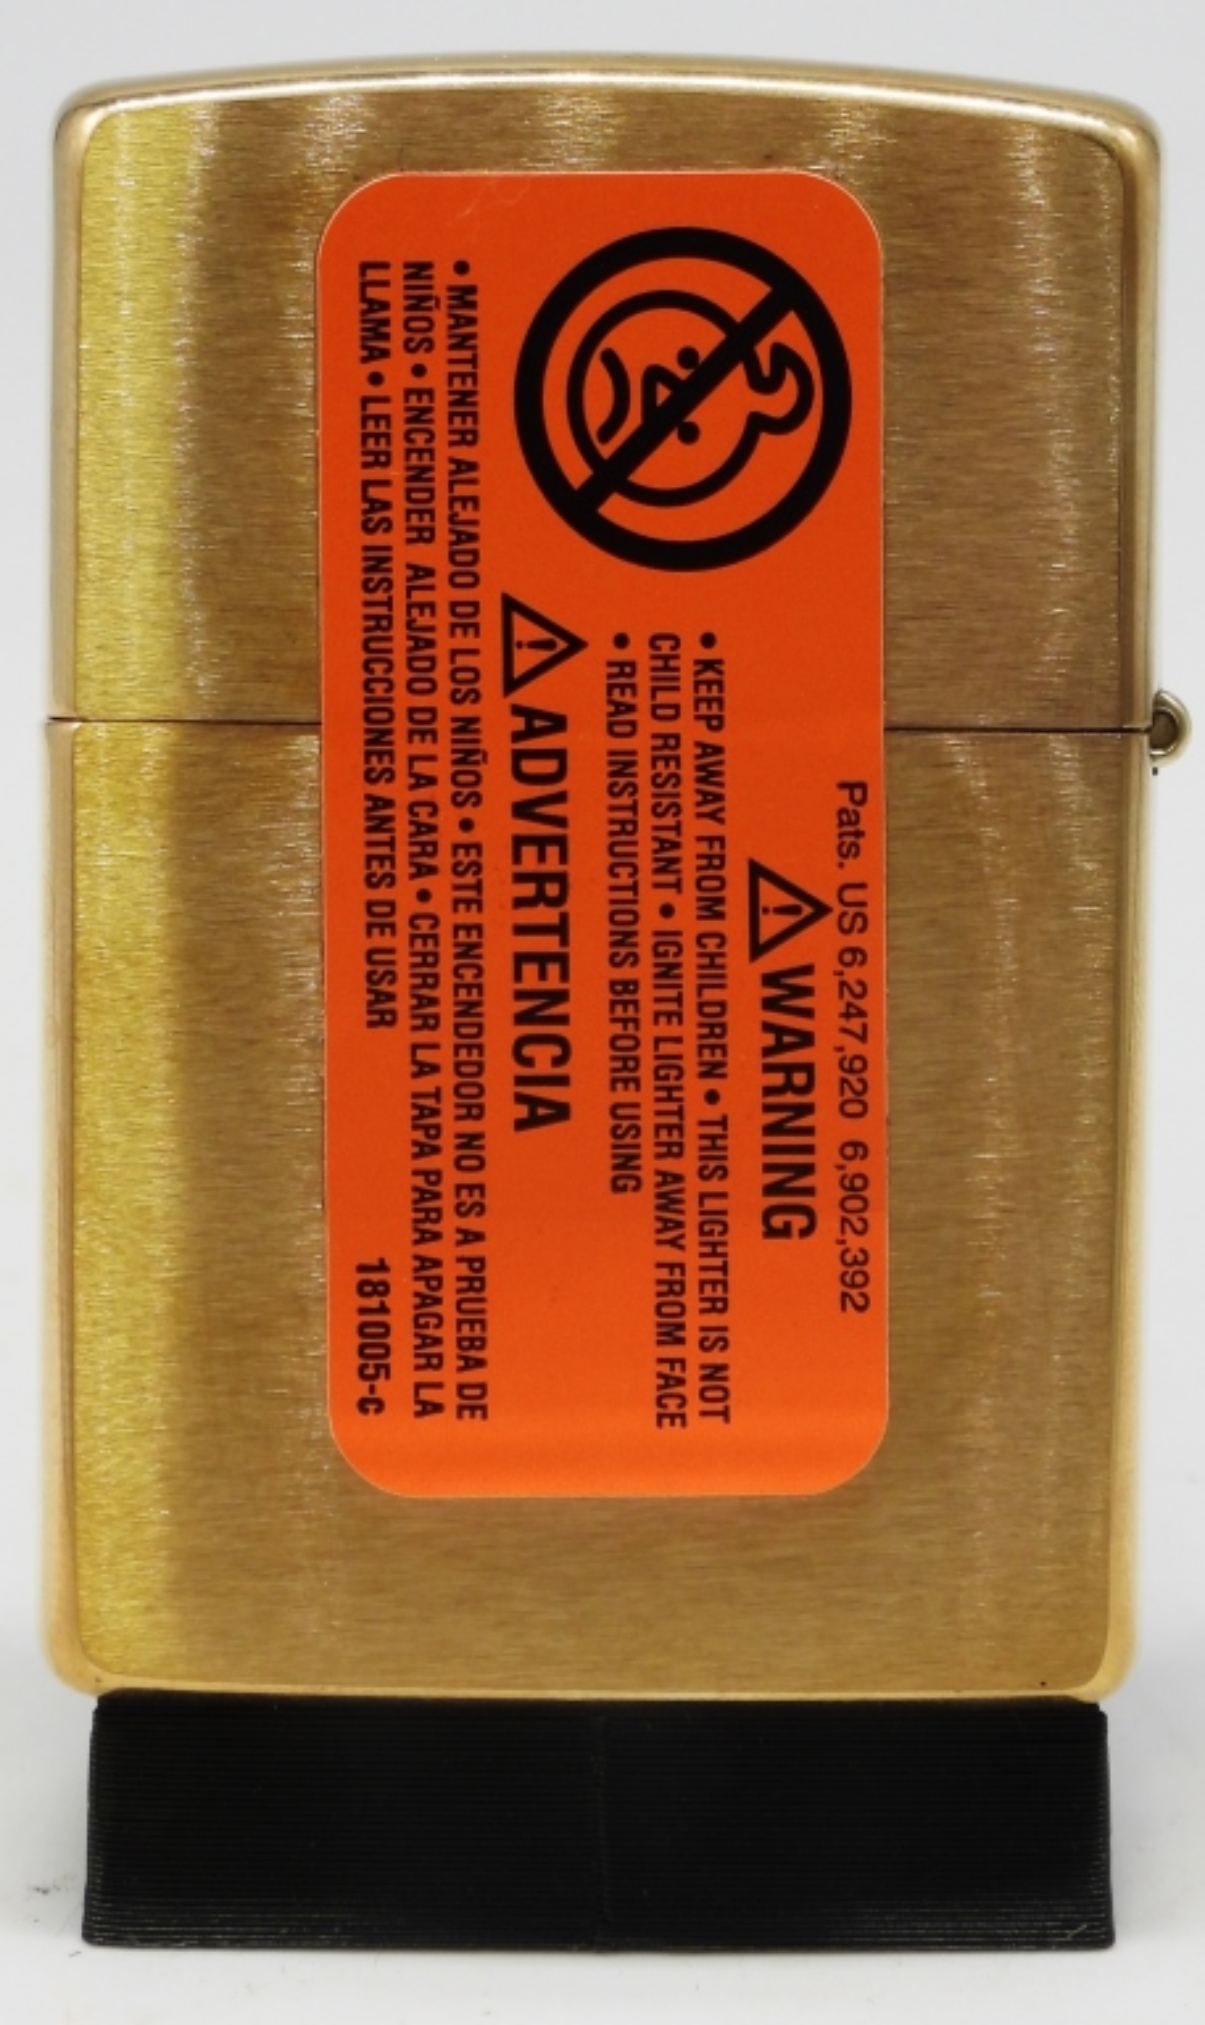 Pats. US 6,247,920 6,902,392
WARNING
• KEEP AWAY FROM CHILDREN • THIS LIGHTER IS NOT
CHILD RESISTANT • IGNITE LIGHTER AWAY FROM FACE
• READ INSTRUCTIONS BEFORE USING
ADVERTENCIA
• MANTENER ALEJADO DE LOS NIÑOS • ESTE ENCENDEDOR NO ES A PRUEBA DE
NIÑOS • ENCENDER ALEJADO DE LA CARA • CERRAR LA TAPA PARA APAGAR LA
LLAMA • LEER LAS INSTRUCCIONES ANTES DE USAR
181005-c